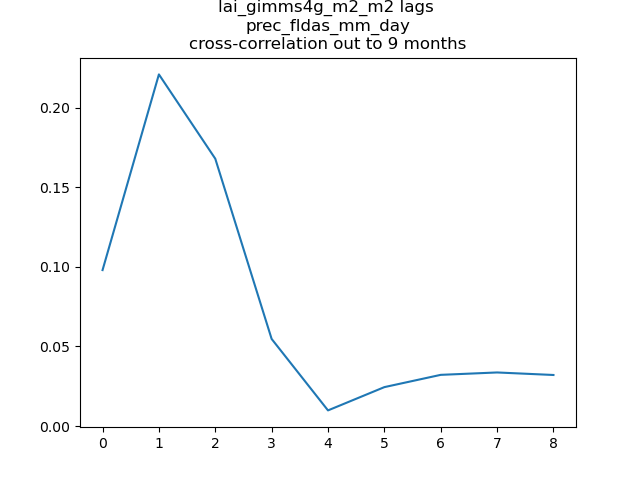 lai_gimms4g_m2_m2 lags
prec_fldas_mm_day
cross-correlation out to 9 months
0.20
0.15
0.10
0.05
0.00
0 1 2 3 4 5 6 7 8